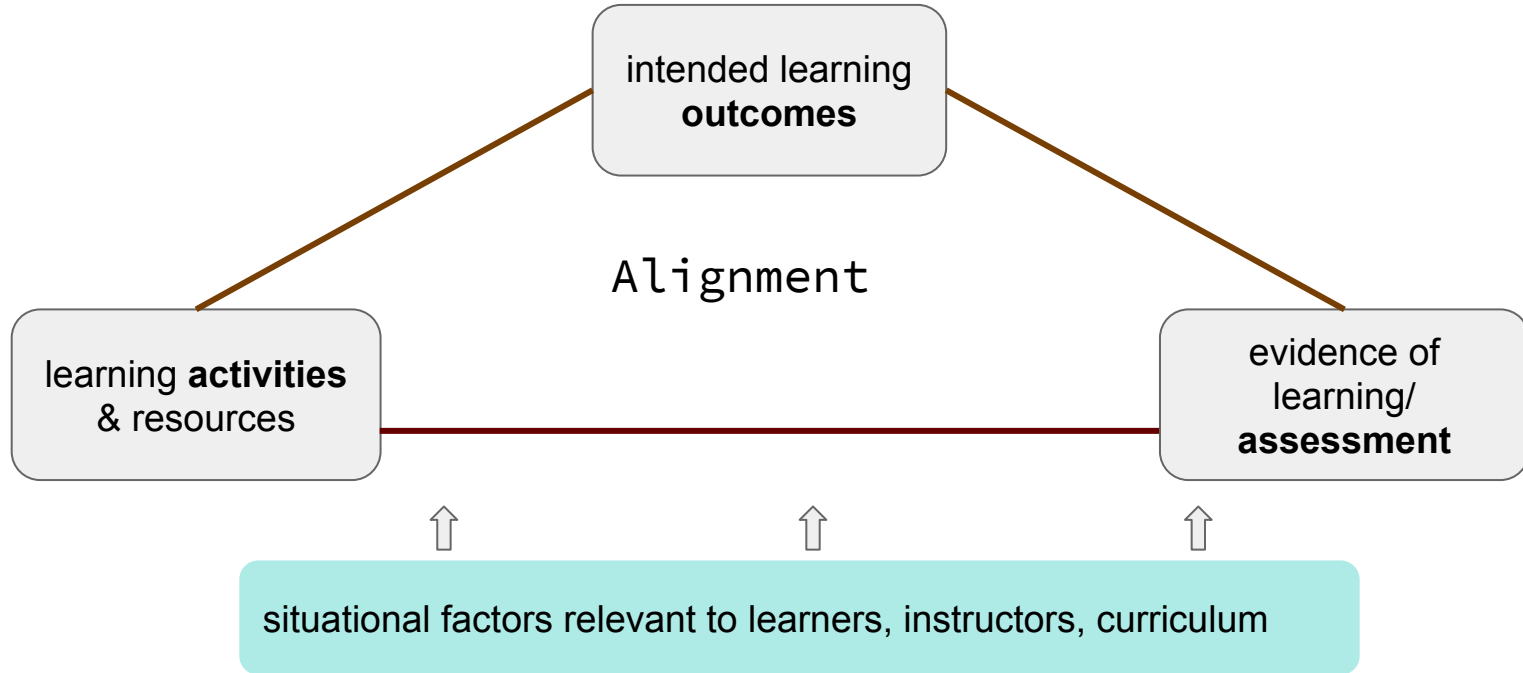 intended learning
outcomes
Alignment
learning activities
& resources
evidence of
learning/
assessment
situational factors relevant to learners, instructors, curriculum